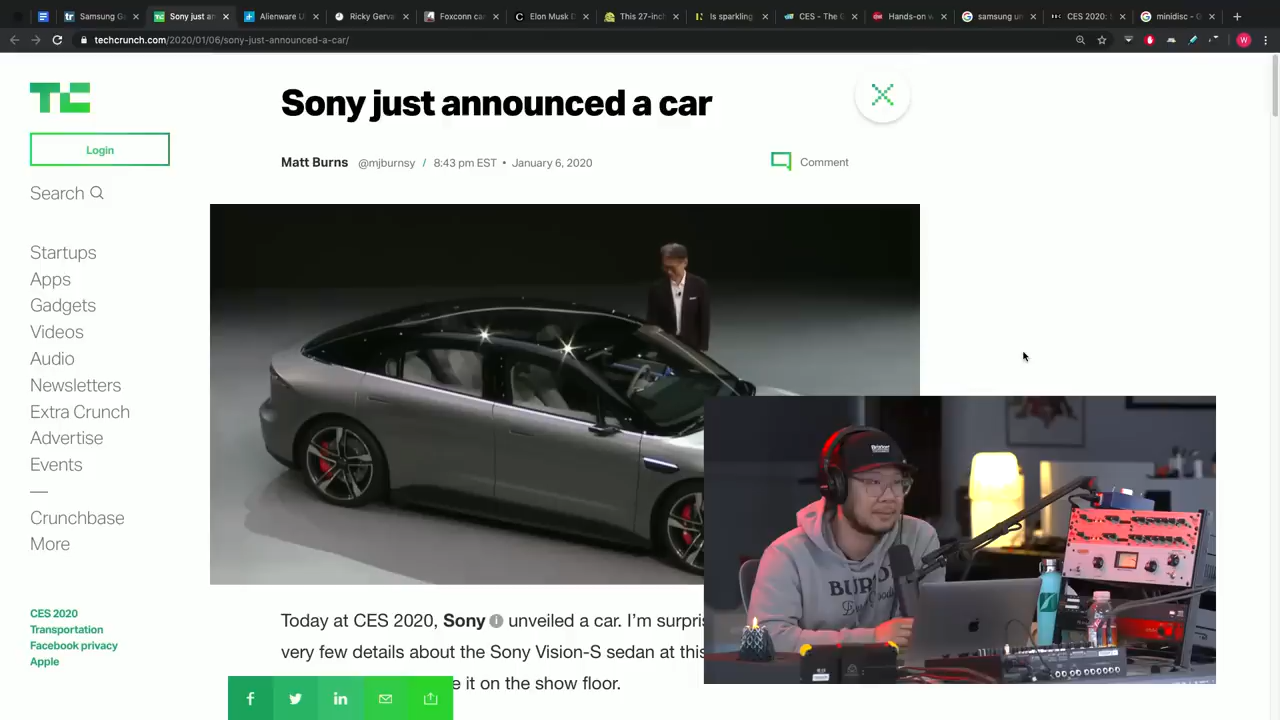 Samsung G
Sony just an
Alienware U
Ricky Gerva
Foxconn car
Elon Musk D
This 27-inch
Is sparkling
CES - The G
Hands-on w
samsung un
CES 2020: S
minidisc - G
techcrunch.com/2020/01/06/sony-just-announced-a-car/
W
TC
Login
Search
Startups
Apps
Gadgets
Videos
Audio
Newsletters
Extra Crunch
Advertise
Events
Crunchbase
More
CES 2020
Transportation
Facebook privacy
Apple
Sony just announced a car
Matt Burns @mjburnsy / 8:43 pm EST • January 6, 2020
Comment
Today at CES 2020, Sony unveiled a car. I'm surpri
very few details about the Sony Vision-S sedan at this
e it on the show floor.